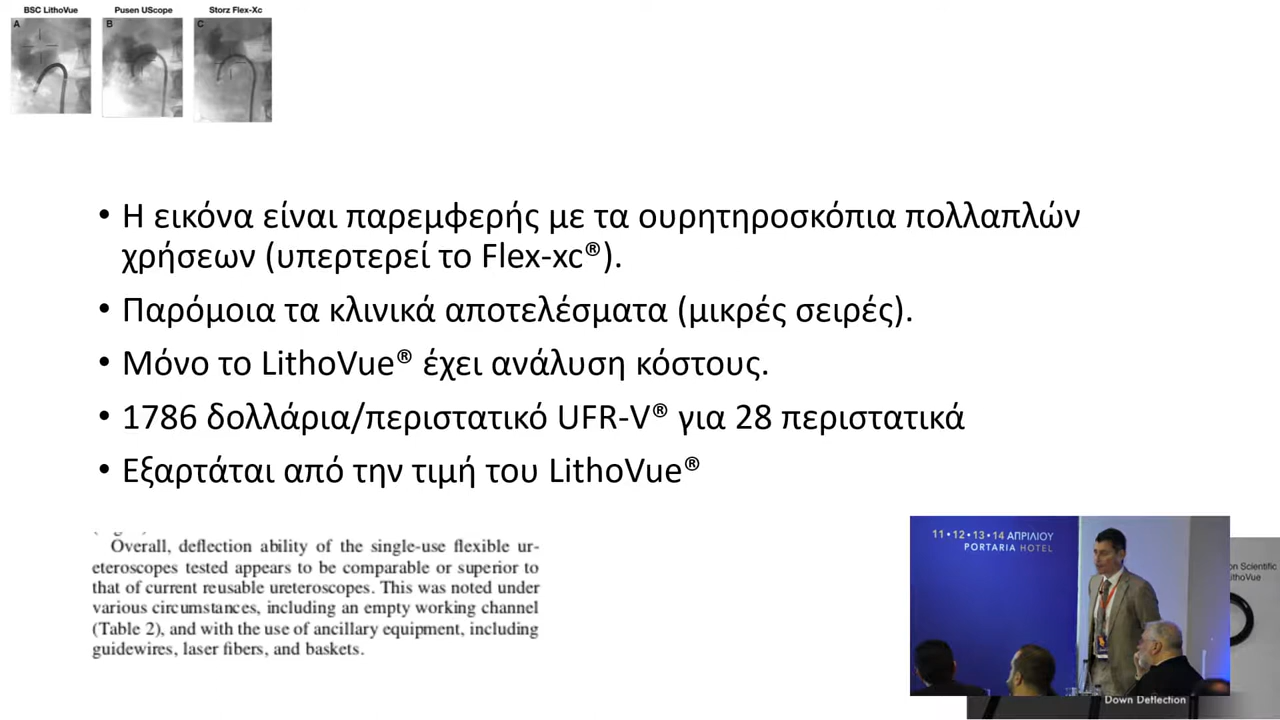 BSC LithoVue
Pusen UScope
Storz Flex-Xc
A
B
C
• Η εικόνα είναι παρεμφερής με τα ουρητηροσκόπια πολλαπλών
χρήσεων (υπερτερεί το Flex-xc®).
• Παρόμοια τα κλινικά αποτελέσματα (μικρές σειρές).
• Μόνο το LithoVue® έχει ανάλυση κόστους.
• 1786 δολλάρια/περιστατικό UFR-V® για 28 περιστατικά
• Εξαρτάται από την τιμή του LithoVue®
Overall, deflection ability of the single-use flexible ur-
eteroscopes tested appears to be comparable or superior to
that of current reusable ureteroscopes. This was noted under
various circumstances, including an empty working channel
(Table 2), and with the use of ancillary equipment, including
guidewires, laser fibers, and baskets.
11•12•13•14 ΑΠΡΙΛΙΟΥ
PORTARIA HOTEL
on Scientific
LithoVue
Down Deflection